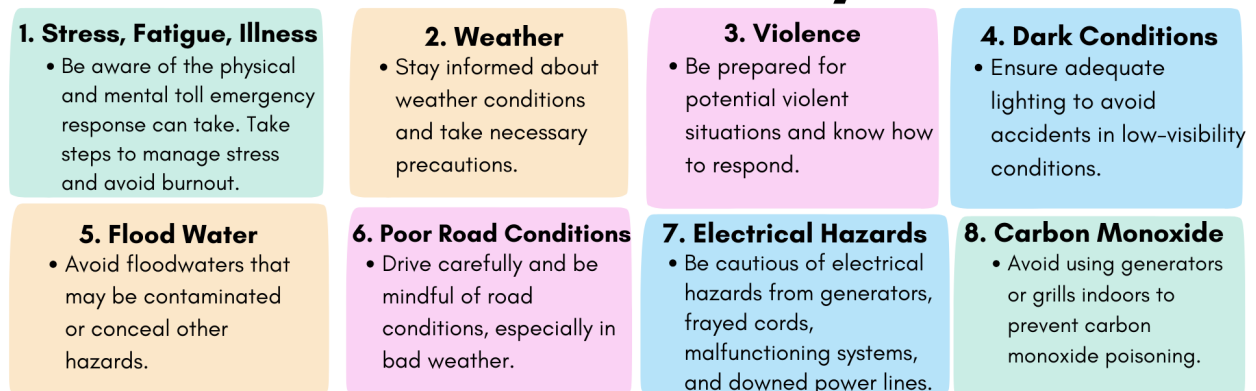 1. Stress, Fatigue, Illness
• Be aware of the physical
and mental toll emergency
response can take. Take
steps to manage stress
and avoid burnout.
2. Weather
• Stay informed about
weather conditions
and take necessary
precautions.
3. Violence
• Be prepared for
potential violent
situations and know how
to respond.
4. Dark Conditions
• Ensure adequate
lighting to avoid
accidents in low-visibility
conditions.
5. Flood Water
• Avoid floodwaters that
may be contaminated
or conceal other
hazards.
6. Poor Road Conditions
• Drive carefully and be
mindful of road
conditions, especially in
bad weather.
7. Electrical Hazards
• Be cautious of electrical
hazards from generators,
frayed cords,
malfunctioning systems,
and downed power lines.
8. Carbon Monoxide
• Avoid using generators
or grills indoors to
prevent carbon
monoxide poisoning.